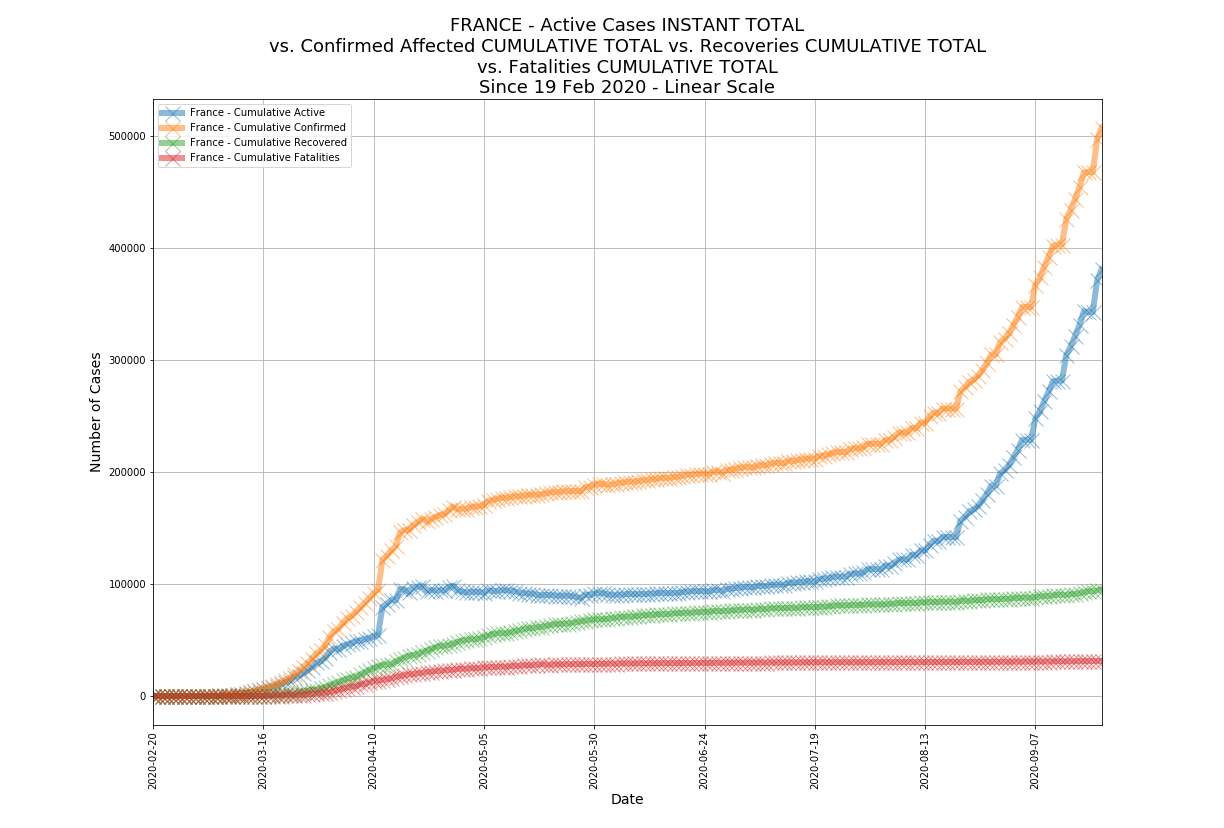 FRANCE - Active Cases INSTANT TOTAL
vs. Confirmed Affected CUMULATIVE TOTAL vs. Recoveries CUMULATIVE TOTAL
vs. Fatalities CUMULATIVE TOTAL
Since 19 Feb 2020 - Linear Scale
France - Cumulative Active
France - Cumulative Confirmed
France - Cumulative Recovered
France - Cumulative Fatalities
Number of Cases
500000
400000
300000
200000
100000
0
2020-02-20
2020-03-16
2020-04-10
2020-05-05
2020-05-30
2020-06-24
2020-07-19
2020-08-13
2020-09-07
Date